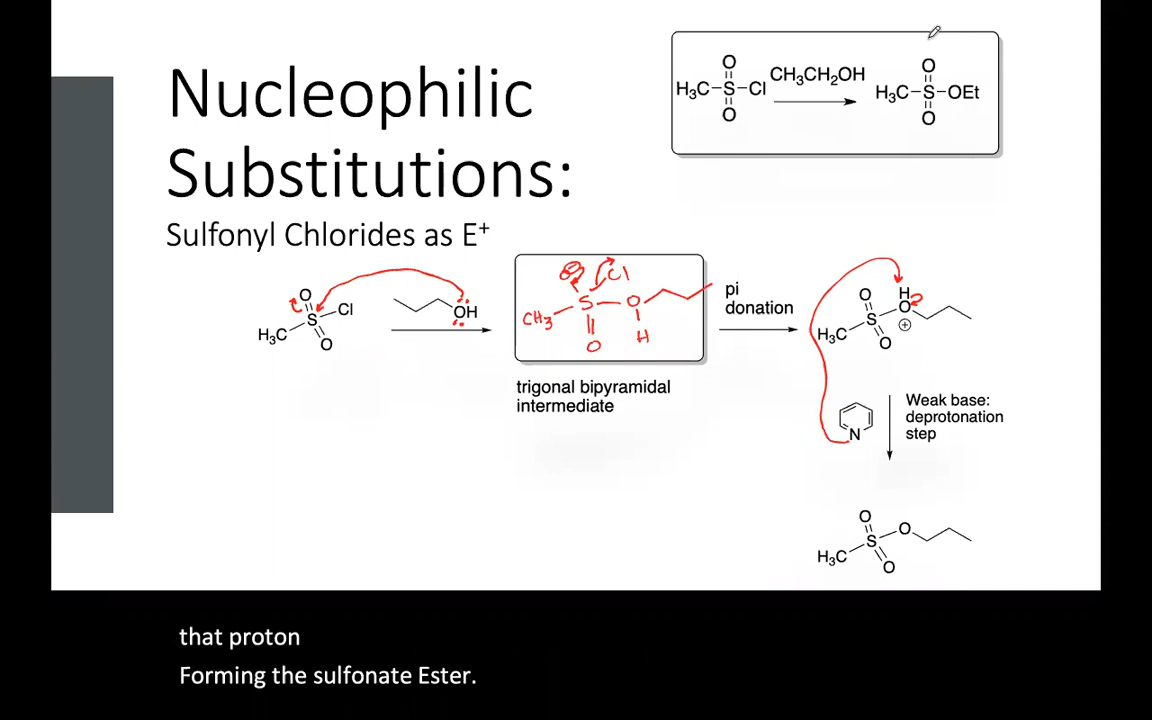 Nucleophilic
Substitutions:
Sulfonyl Chlorides as E+
O
H₃C-S-Cl
O
CH₃CH₂OH
O
H₃C-S-OEt
O
O
S
Cl
H₃C
O
OH
Cl
CH₃
S
O
O
H
trigonal bipyramidal
intermediate
pi
donation
O
H
O
S
H₃C
O
N
Weak base:
deprotonation
step
O
O
S
H₃C
O
that proton
Forming the sulfonate Ester.